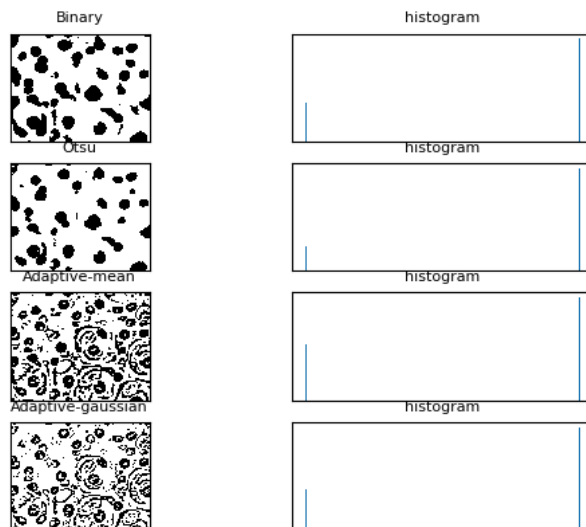 Binary
histogram
Otsu
histogram
Adaptive-mean
histogram
Adaptive-gaussian
histogram